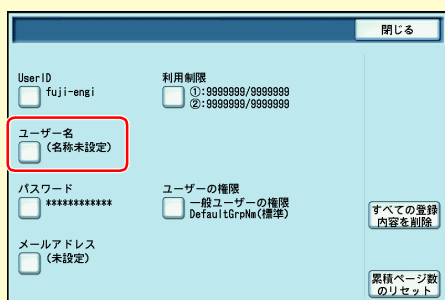 閉じる
UserID
fuji-engi
利用制限
①:9999999/9999999
②:9999999/9999999
ユーザー名
(名称未設定)
パスワード
************
ユーザーの権限
一般ユーザーの権限
DefaultGrpNm(標準)
すべての登録
内容を削除
メールアドレス
(未設定)
累積ページ数
のリセット